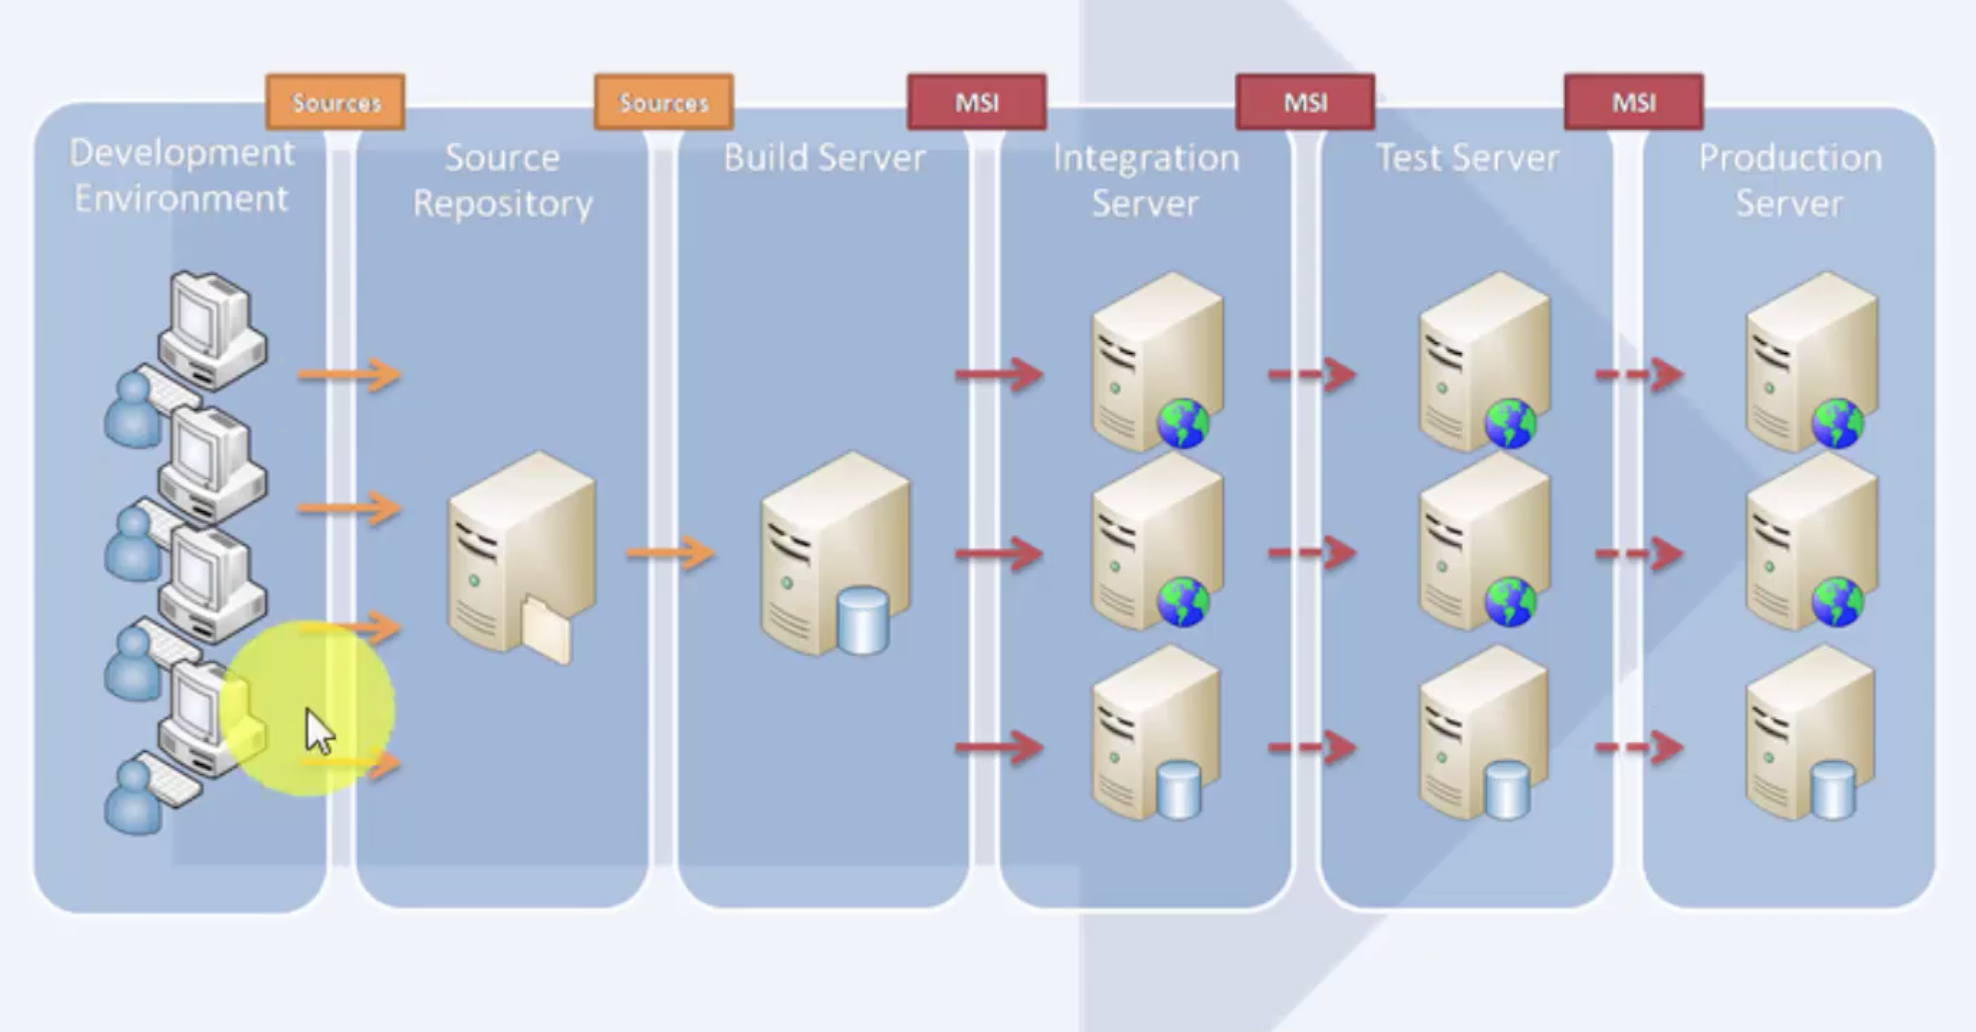 Sources
Sources
MSI
MSI
MSI
Development
Environment
Source
Repository
Build Server
Integration
Server
Test Server
Production
Server